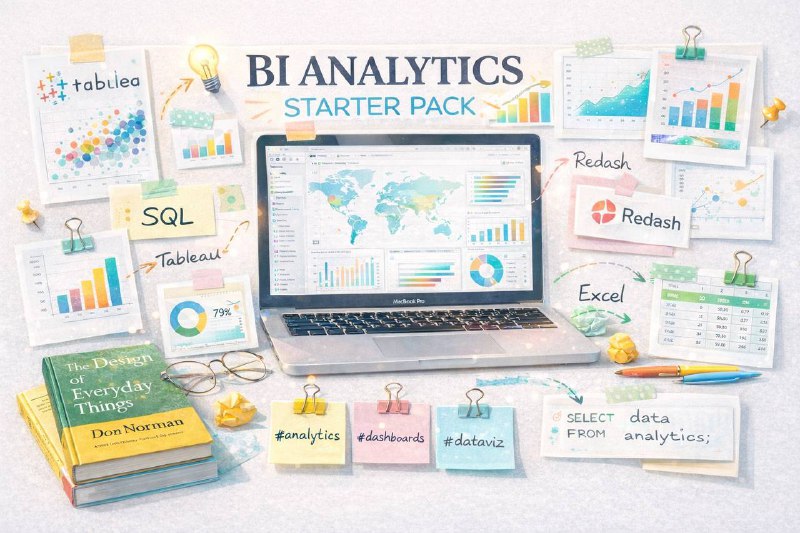 BI ANALYTICS
STARTER PACK
tablea
SQL
Tableau
79%
MacBook Pro
Redash
Redash
Excel
The Design
of
Everyday
Things
Don Norman
#analytics
#dashboards
#dataviz
SELECT data
FROM analytics;